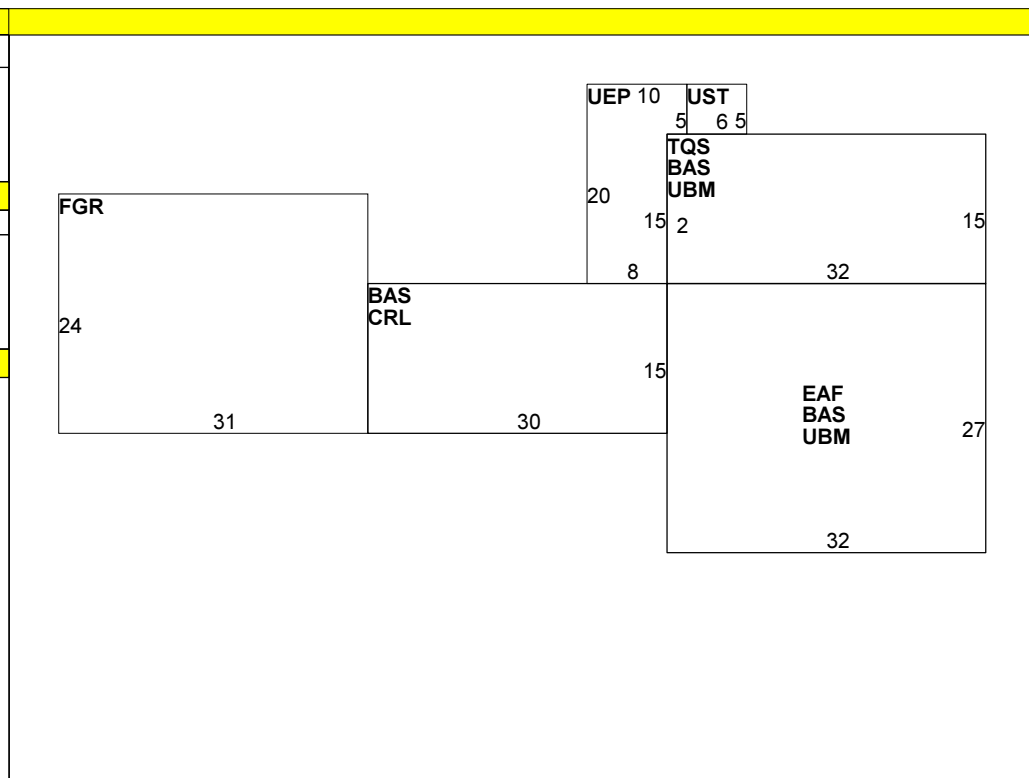 UEP 10 UST
5 6 5
TQS
BAS
UBM
20
15 2 15
8 32
FGR
24
31
BAS
CRL
15
30
EAF
BAS
UBM
27
32